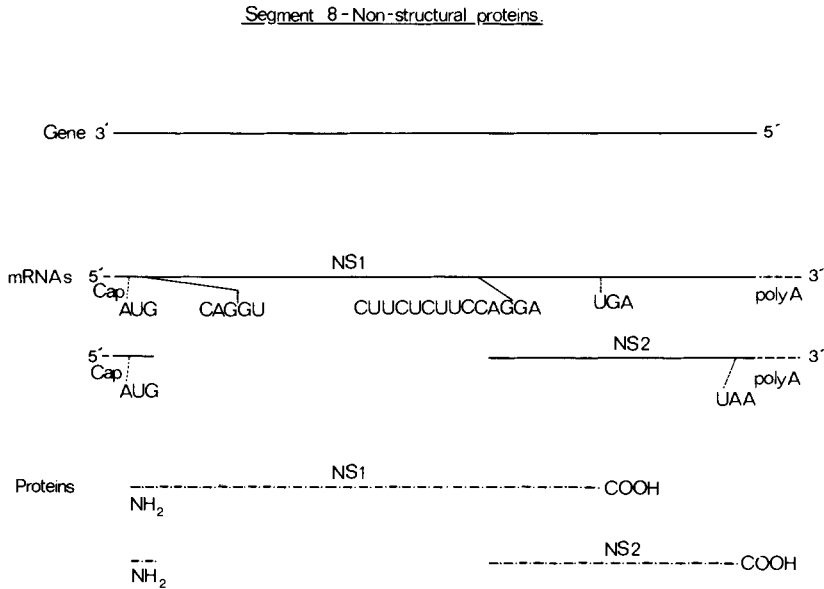 Segment 8-Non-structural proteins.
Gene 3´ 5´
NS1
mRNAs 5´ 3´
Cap polyA
AUG CAGGU CUUCUCUUCCAGGA UGA
NS2
5´ 3´
Cap polyA
AUG UAA
NS1
Proteins COOH
NH2
NS2
COOH
NH2